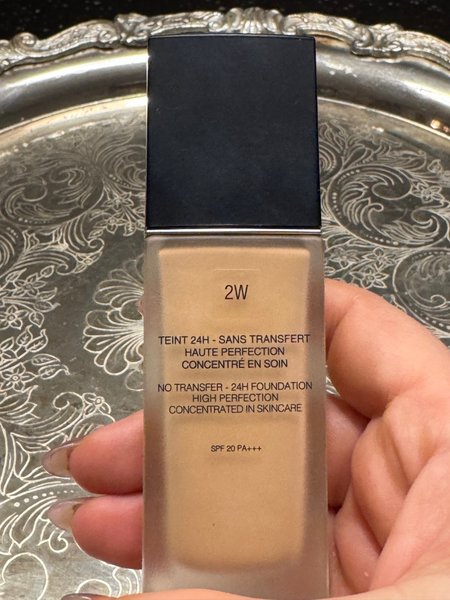 2W
TEINT 24H - SANS TRANSFERT
HAUTE PERFECTION
CONCENTRÉ EN SOIN
NO TRANSFER - 24H FOUNDATION
HIGH PERFECTION
CONCENTRATED IN SKINCARE
SPF 20 PA+++